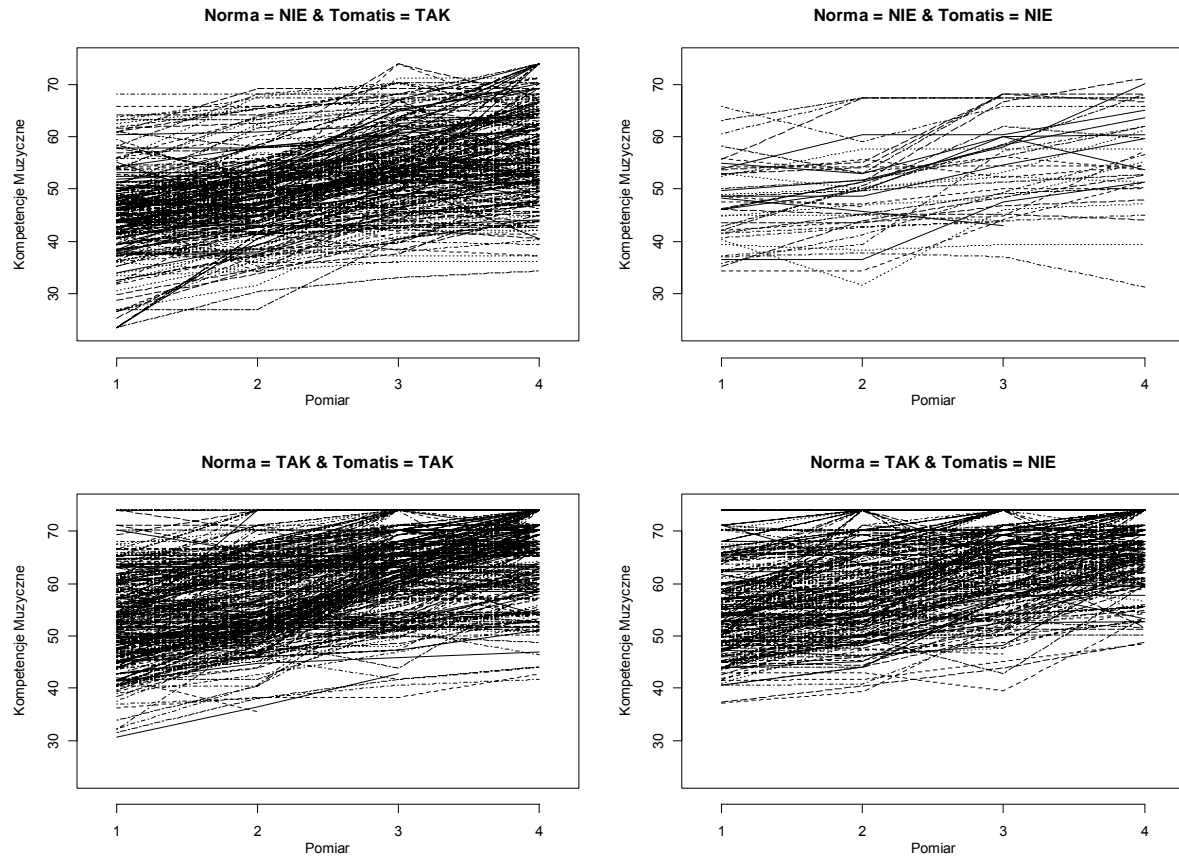 Norma = NIE & Tomatis = TAK
Kompetencje Muzyczne
70
60
50
40
30
1 2 3 4
Pomiar
Norma = NIE & Tomatis = NIE
Kompetencje Muzyczne
70
60
50
40
30
1 2 3 4
Pomiar
Norma = TAK & Tomatis = TAK
Kompetencje Muzyczne
70
60
50
40
30
1 2 3 4
Pomiar
Norma = TAK & Tomatis = NIE
Kompetencje Muzyczne
70
60
50
40
30
1 2 3 4
Pomiar